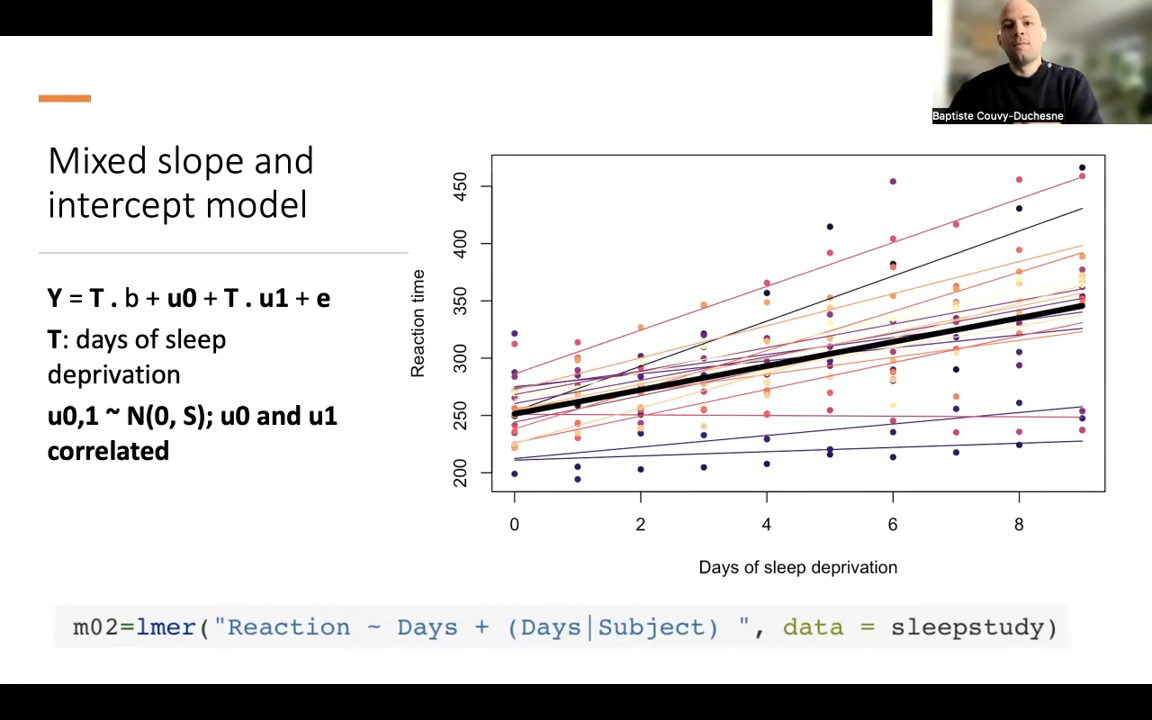 Baptiste Couvy-Duchesne
Mixed slope and
intercept model
Y = T . b + u0 + T . u1 + e
T: days of sleep
deprivation
u0,1 ~ N(0, S); u0 and u1
correlated
Reaction time
450
400
350
300
250
200
0 2 4 6 8
Days of sleep deprivation
m02=lmer("Reaction ~ Days + (Days|Subject) ", data = sleepstudy)